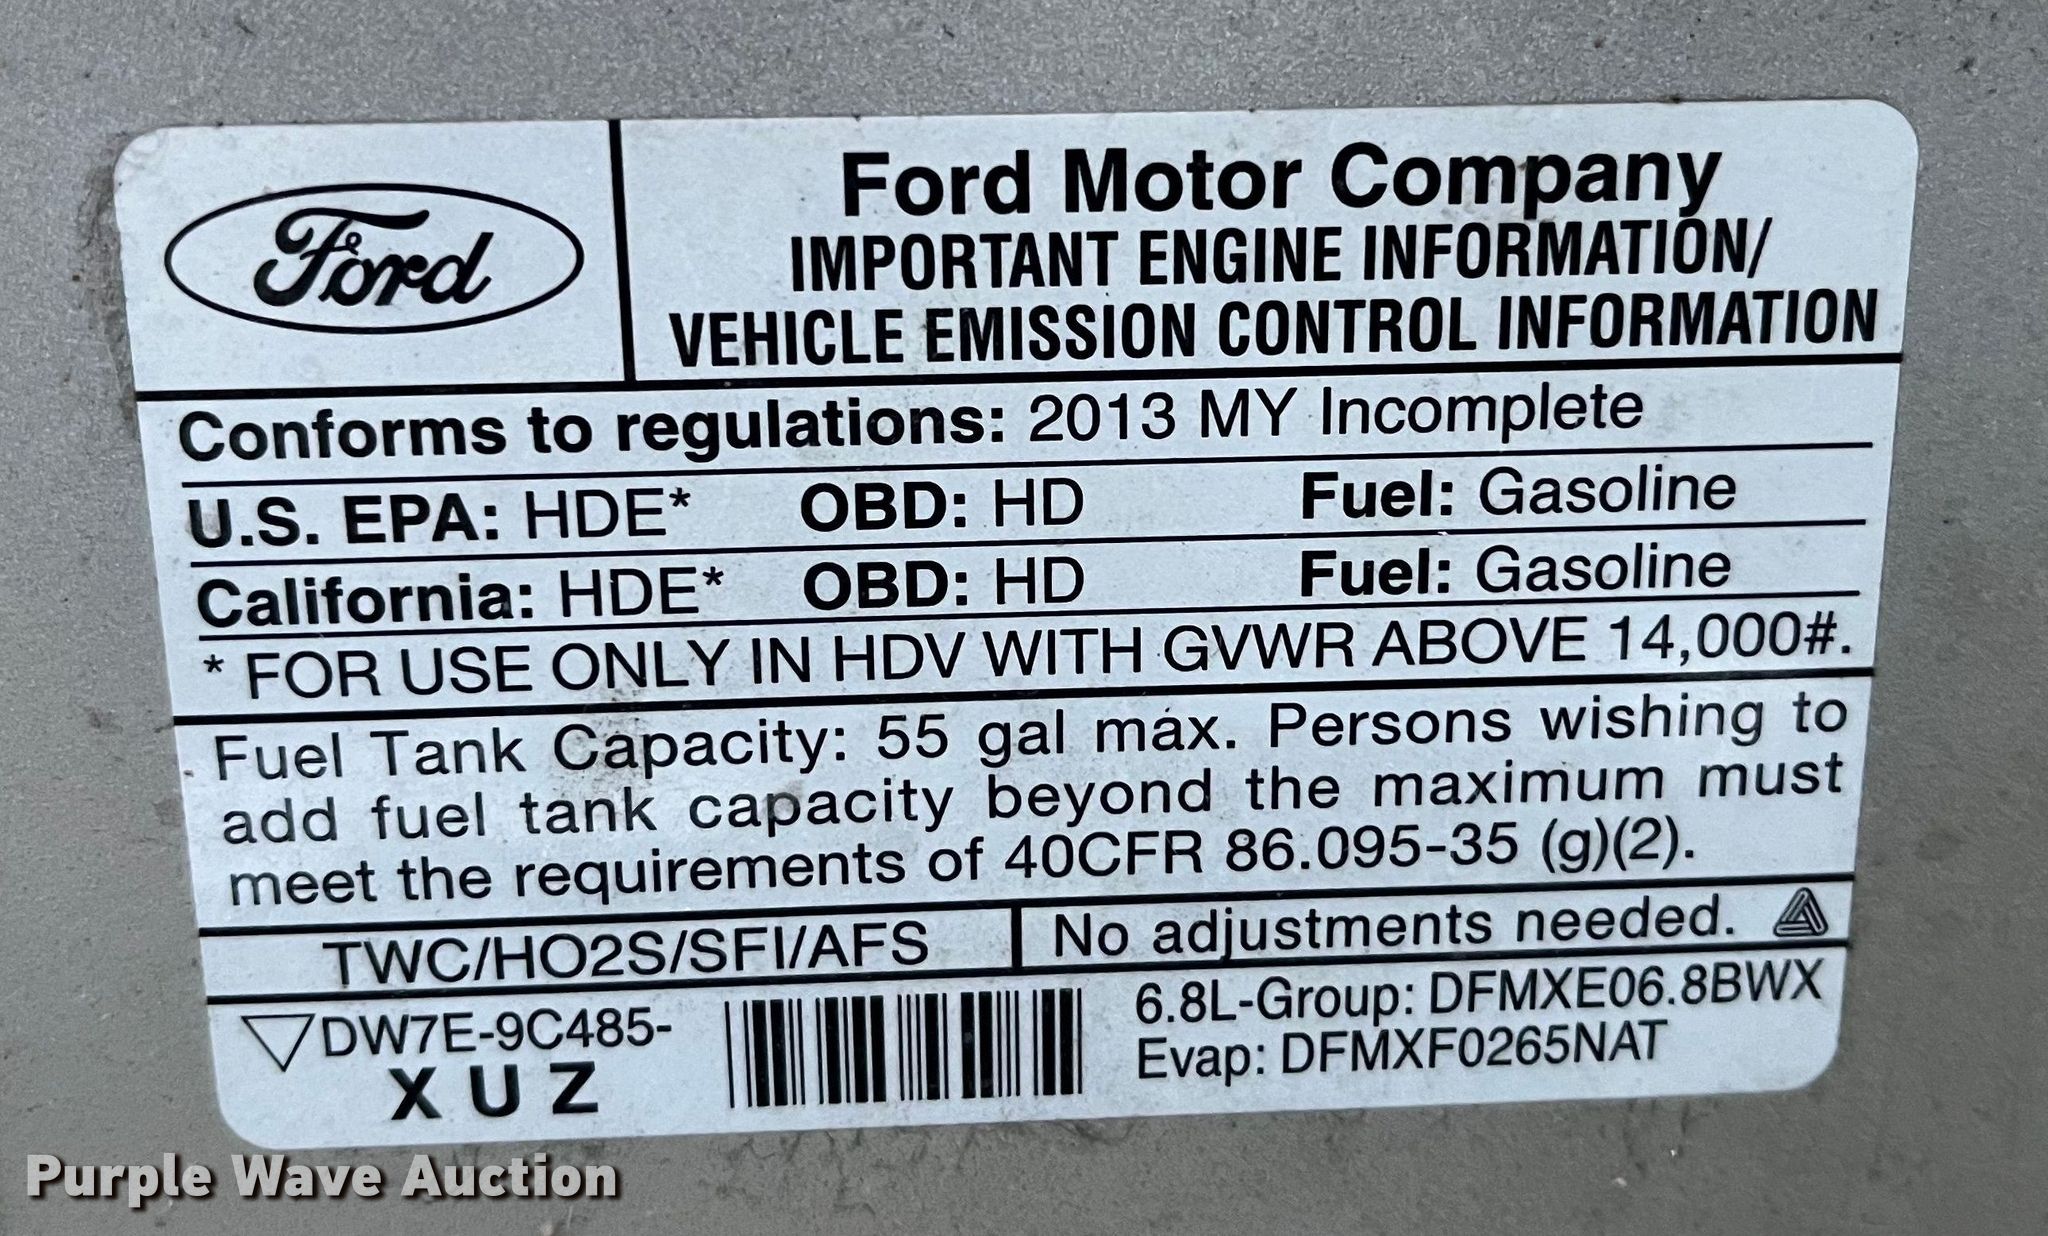 Ford
Ford Motor Company
IMPORTANT ENGINE INFORMATION/
VEHICLE EMISSION CONTROL INFORMATION
Conforms to regulations: 2013 MY Incomplete
U.S. EPA: HDE* OBD: HD Fuel: Gasoline
California: HDE* OBD: HD Fuel: Gasoline
* FOR USE ONLY IN HDV WITH GVWR ABOVE 14,000#.
Fuel Tank Capacity: 55 gal max. Persons wishing to
add fuel tank capacity beyond the maximum must
meet the requirements of 40CFR 86.095-35 (g)(2).
TWC/HO2S/SFI/AFS
No adjustments needed.
DW7E-9C485-
X U Z
6.8L-Group: DFMXE06.8BWX
Evap: DFMXF0265NAT
Purple Wave Auction